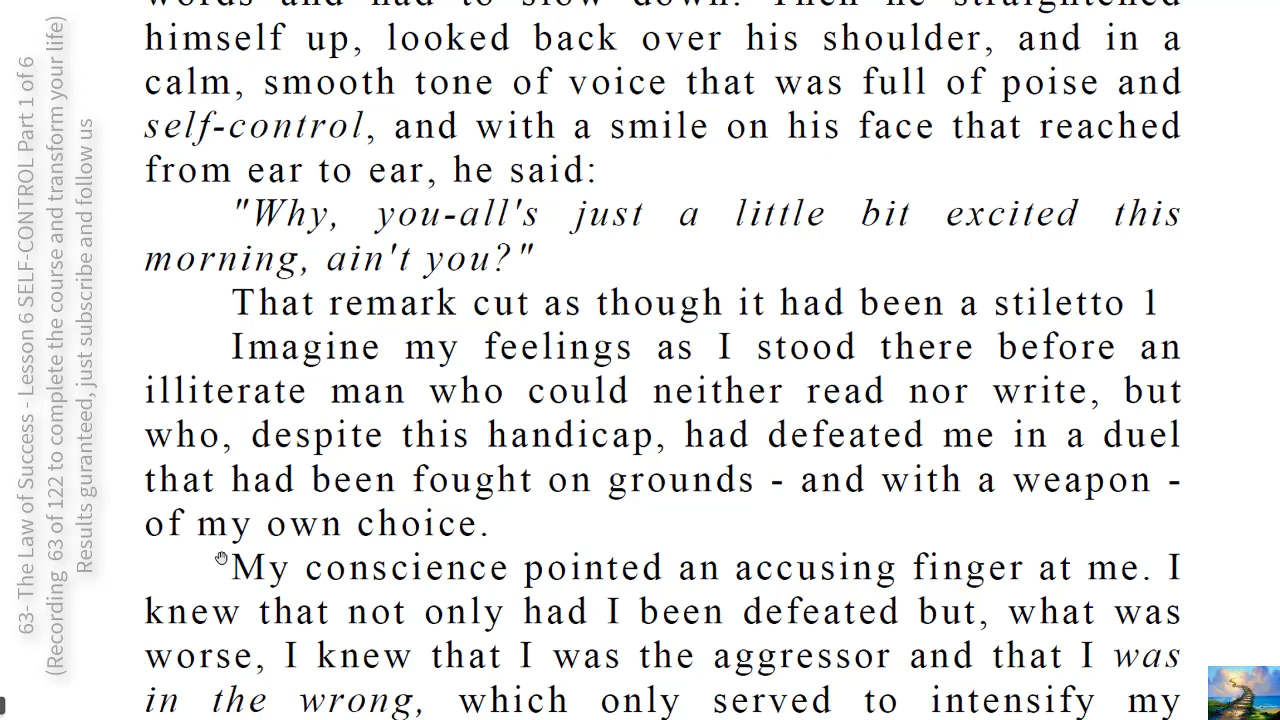 words and had to slow down. Then he straightened
himself up, looked back over his shoulder, and in a
calm, smooth tone of voice that was full of poise and
self-control, and with a smile on his face that reached
from ear to ear, he said:
"Why, you-all's just a little bit excited this
morning, ain't you?"
That remark cut as though it had been a stiletto 1
Imagine my feelings as I stood there before an
illiterate man who could neither read nor write, but
who, despite this handicap, had defeated me in a duel
that had been fought on grounds - and with a weapon -
of my own choice.
My conscience pointed an accusing finger at me. I
knew that not only had I been defeated but, what was
worse, I knew that I was the aggressor and that I was
in the wrong, which only served to intensify my
63- The Law of Success - Lesson 6 SELF-CONTROL Part 1 of 6
(Recording 63 of 122 to complete the course and transform your life)
Results guranteed, just subscribe and follow us